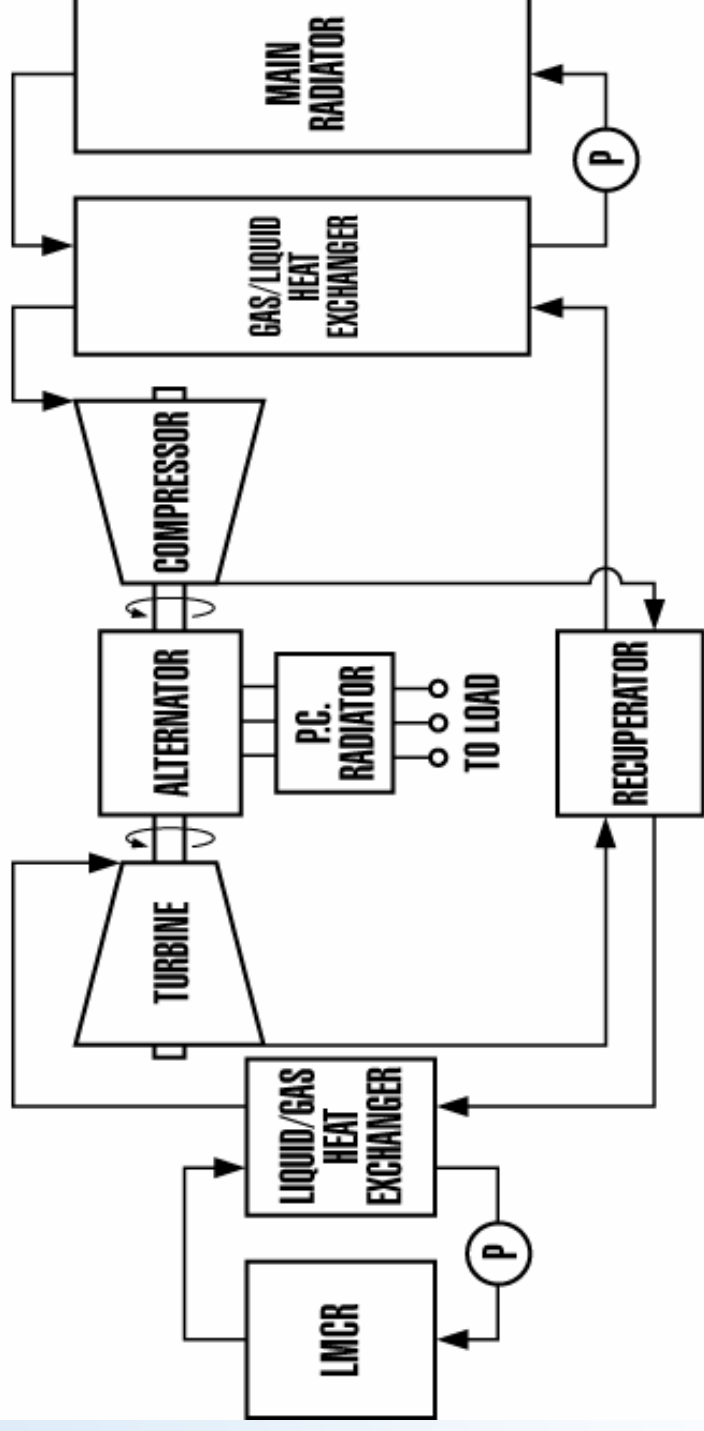 MAIN
RADIATOR
P
GAS/LIQUID
HEAT
EXCHANGER
COMPRESSOR
ALTERNATOR
P.C.
RADIATOR
TO LOAD
RECUPERATOR
TURBINE
LIQUID/GAS
HEAT
EXCHANGER
P
LMCR